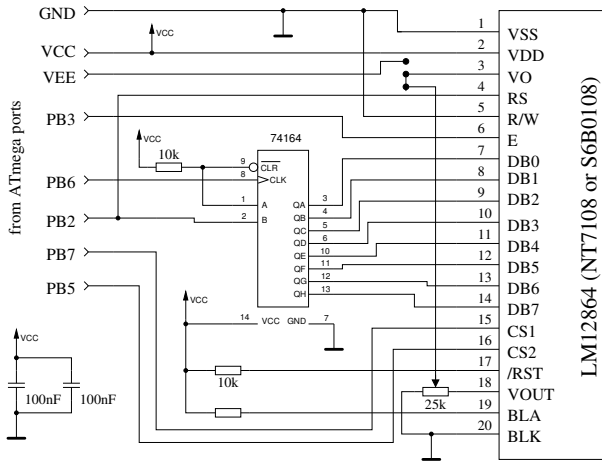 GND
VCC
VEE
PB3
PB6
PB2
PB7
PB5
from ATmega ports
VCC
VCC
10k
74164
9
CLR
8
CLK
1
A
2
B
QA
3
QB
4
QC
5
QD
6
QE
10
QF
11
QG
12
QH
13
VCC
14
VCC
GND
7
10k
VCC
100nF
100nF
25k
1
VSS
2
VDD
3
VO
4
RS
5
R/W
6
E
7
DB0
8
DB1
9
DB2
10
DB3
11
DB4
12
DB5
13
DB6
14
DB7
15
CS1
16
CS2
17
/RST
18
VOUT
19
BLA
20
BLK
LM12864 (NT7108 or S6B0108)